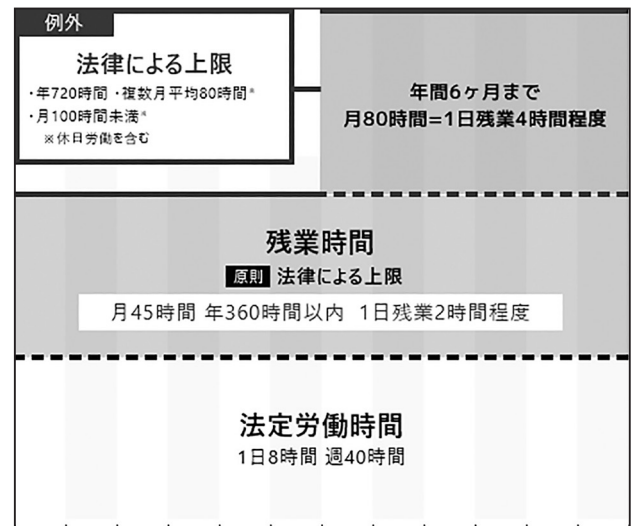 例外
法律による上限
・年720時間 ・複数月平均80時間*
・月100時間未満*
※休日労働を含む
年間6ヶ月まで
月80時間=1日残業4時間程度
残業時間
原則 法律による上限
月45時間 年360時間以内 1日残業2時間程度
法定労働時間
1日8時間 週40時間